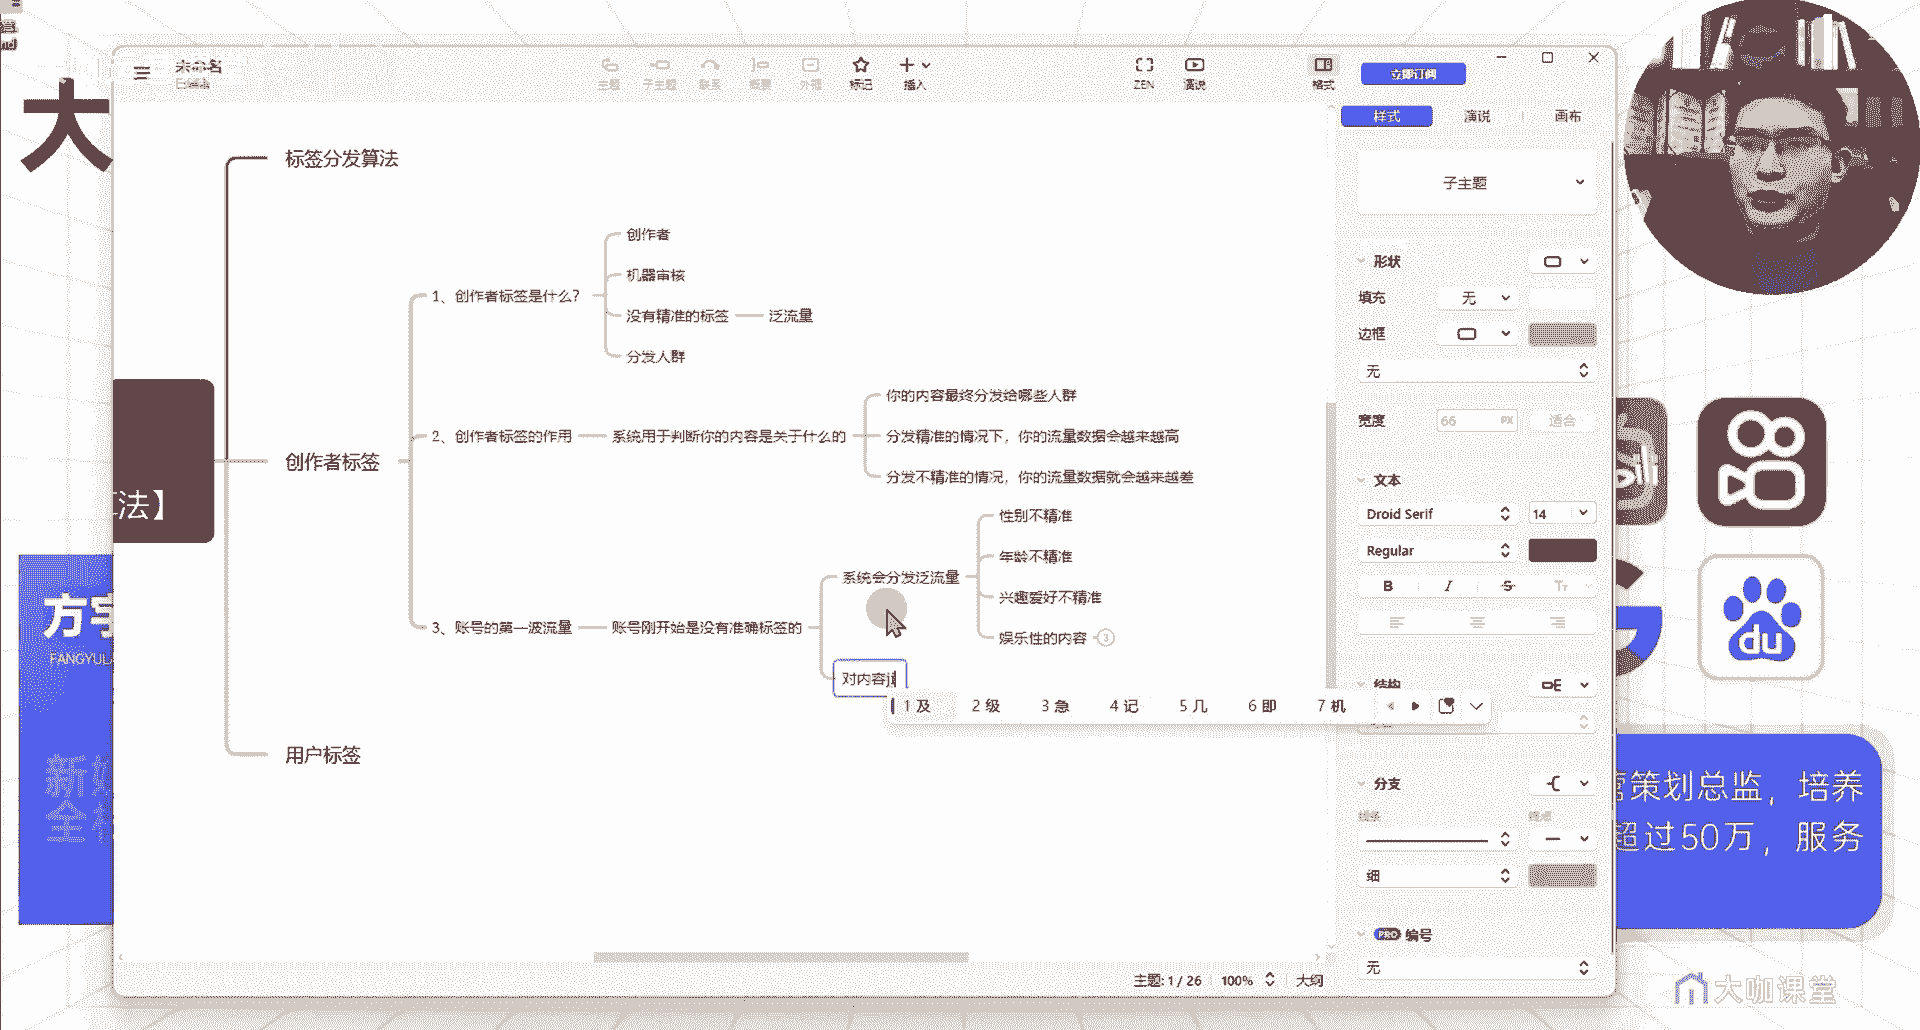 未命名
已编辑
主题
子主题
联系
概要
外框
标记
插入
ZEN
演说
格式
立即订阅
大
样式
演说
画布
标签分发算法
子主题
创作者
形状
机器审核
1、创作者标签是什么?
填充
无
没有精准的标签
泛流量
边框
分发人群
无
你的内容最终分发给哪些人群
宽度
66
PX
适合
2、创作者标签的作用
系统用于判断你的内容是关于什么的
分发精准的情况下，你的流量数据会越来越高
创作者标签
分发不精准的情况，你的流量数据就会越来越差
文本
法】
性别不精准
Droid Serif
14
年龄不精准
Regular
系统会分发泛流量
B I S Tт
兴趣爱好不精准
3、账号的第一波流量
账号刚开始是没有准确标签的
娱乐性的内容
3
du
方宇
FANGYULA
对内容j
结构
1 及 2 级 3 急 4 记 5 几 6 即 7 机
用户标签
新
全
分支
线条
终点
策划总监，培养
超过50万，服务
细
PRO 编号
无
主题: 1 / 26
100%
大纲
大咖课堂